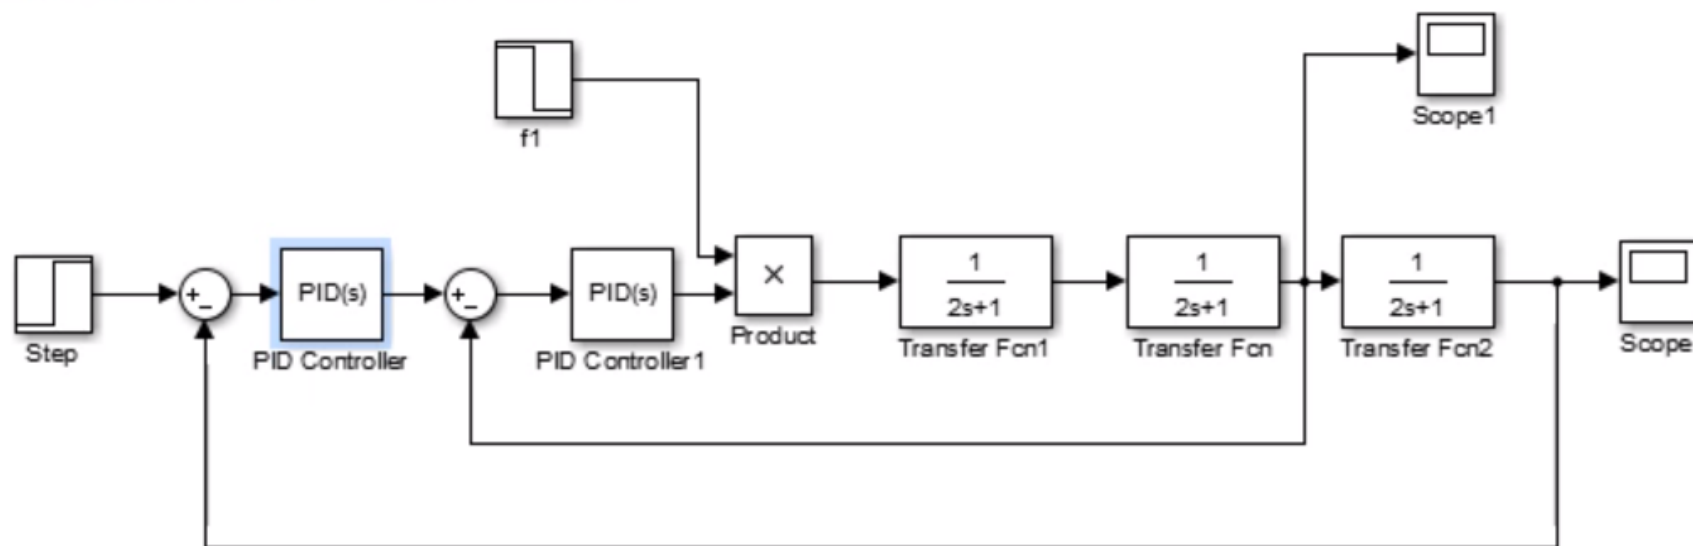 Scope1
f1
Step
+
−
PID(s)
PID Controller
+
−
PID(s)
PID Controller1
×
Product
1
2s+1
Transfer Fcn1
1
2s+1
Transfer Fcn
1
2s+1
Transfer Fcn2
Scope